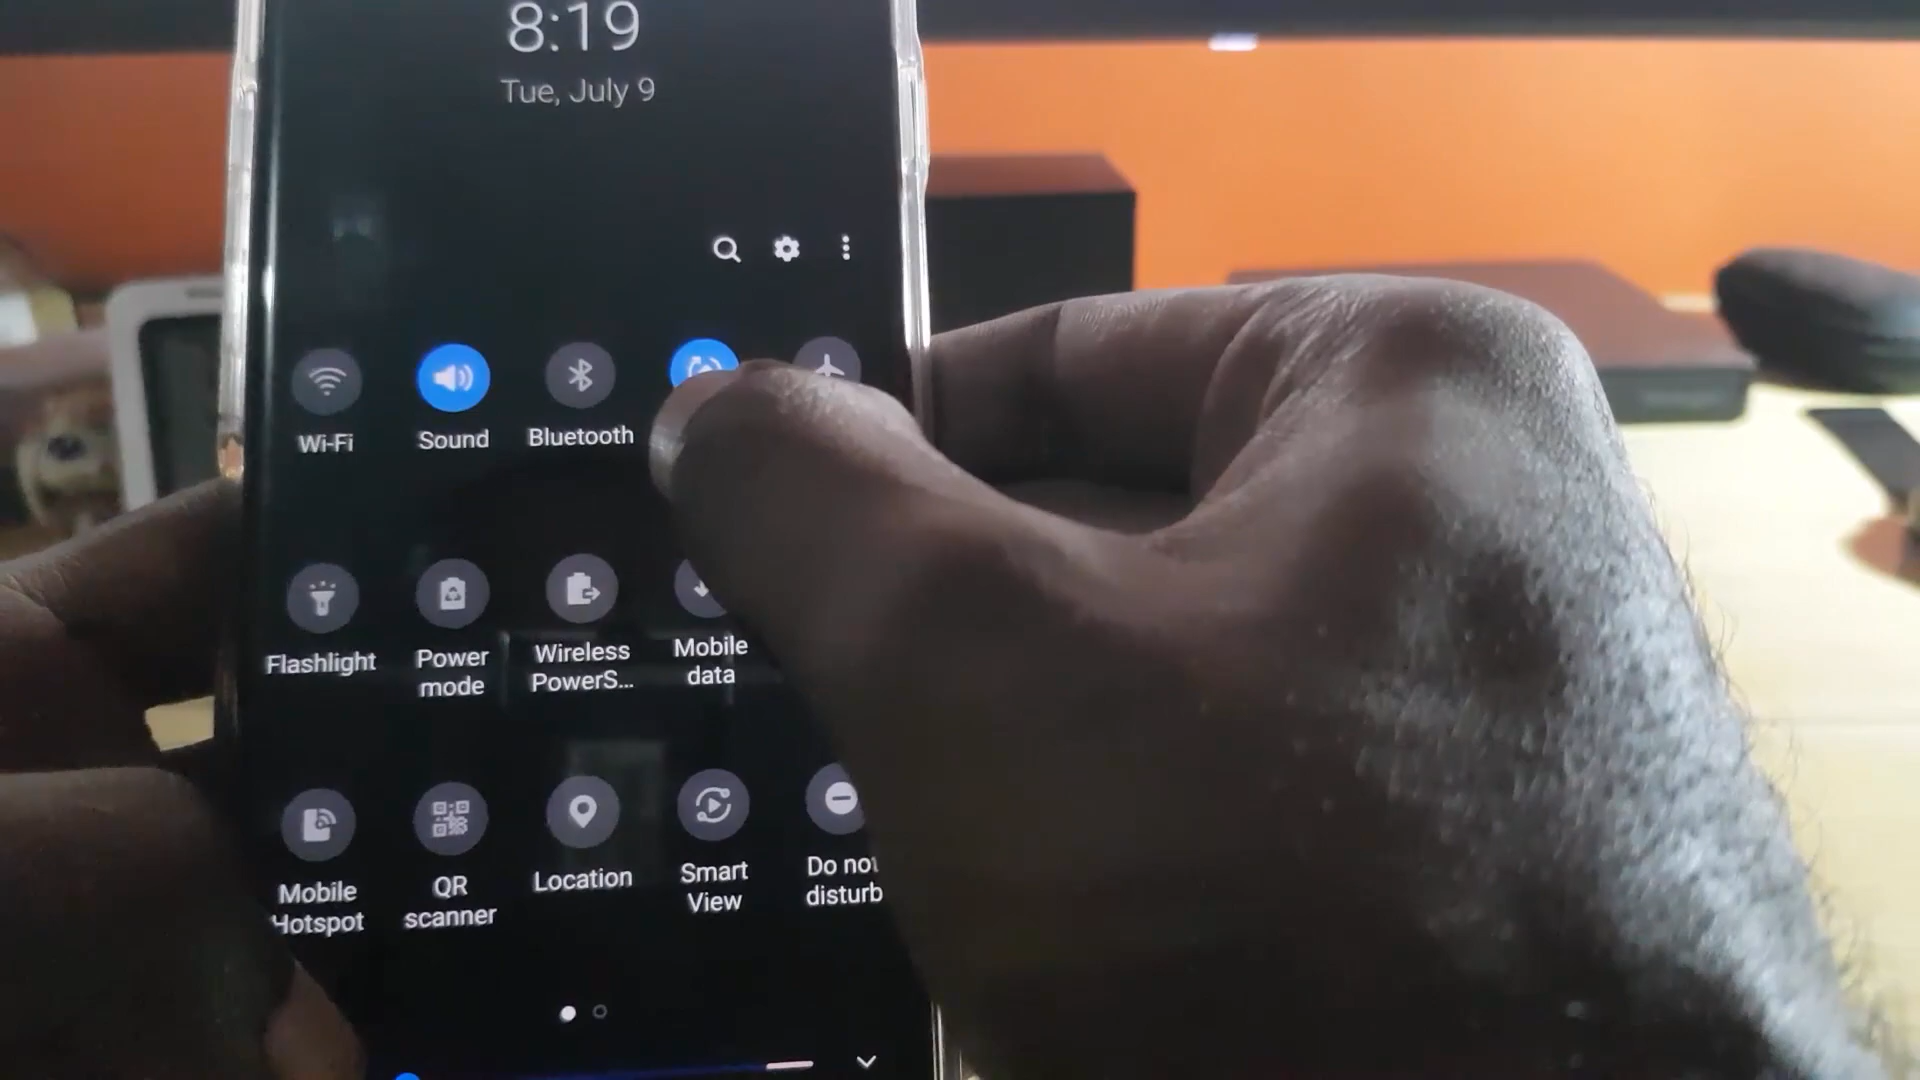 8:19
Tue, July 9
Wi-Fi
Sound
Bluetooth
Flashlight
Power
mode
Wireless
PowerS...
Mobile
data
Mobile
Hotspot
QR
scanner
Location
Smart
View
Do not
disturb